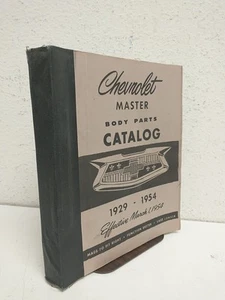 Chevrolet
MASTER
BODY PARTS
CATALOG
1929 - 1954
Effective March 1, 1954